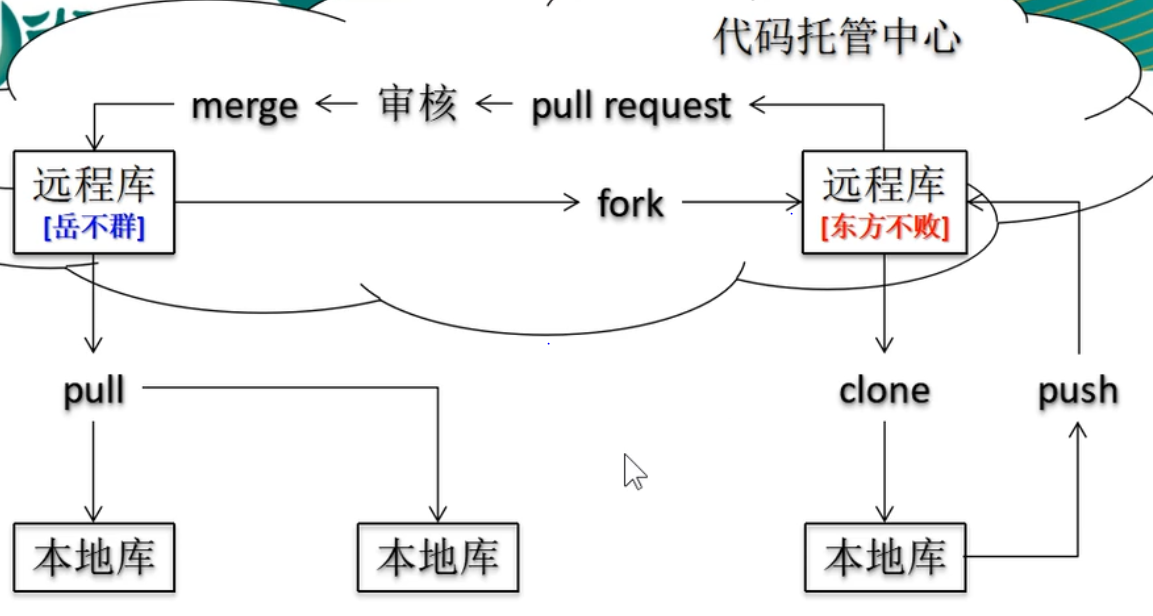 代码托管中心
merge
审核
pull request
远程库
[岳不群]
fork
远程库
[东方不败]
pull
clone
push
本地库
本地库
本地库